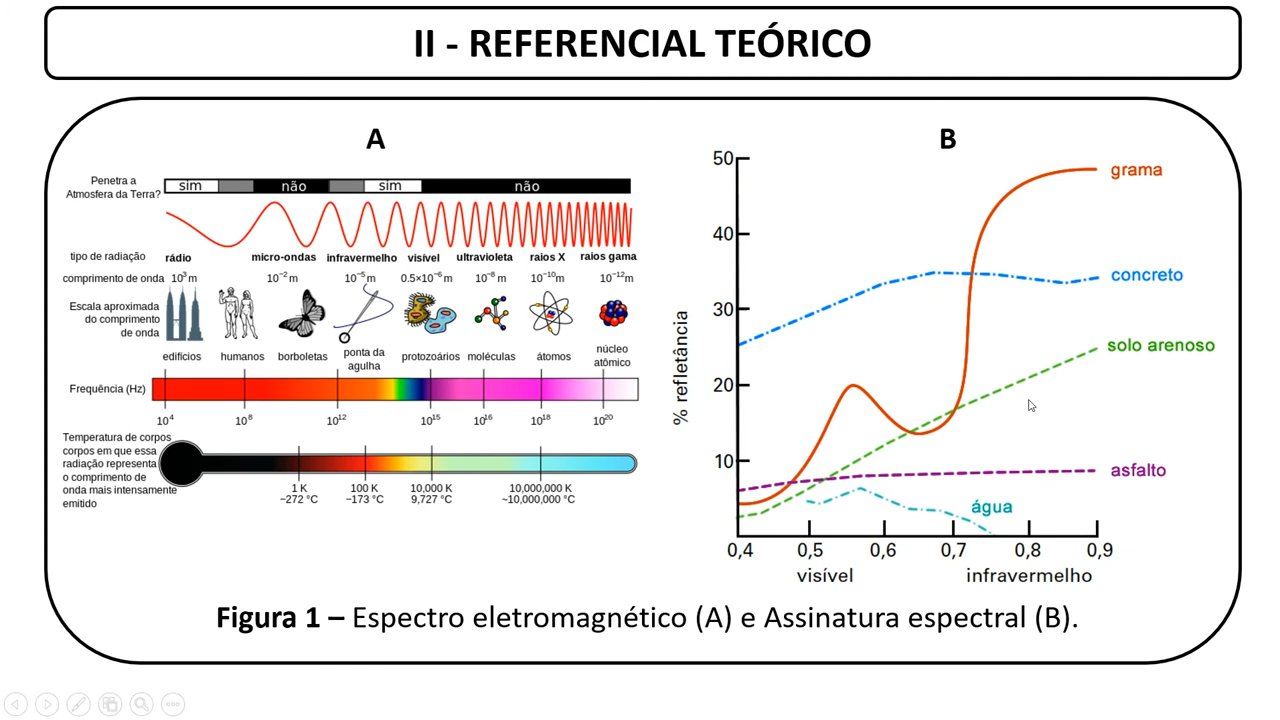 II - REFERENCIAL TEÓRICO
A
Penetra a
Atmosfera da Terra?
sim
não
sim
não
tipo de radiação
rádio
micro-ondas
infravermelho
visível
ultravioleta
raios X
raios gama
comprimento de onda
10³ m
10⁻² m
10⁻⁵ m
0.5×10⁻⁶ m
10⁻⁸ m
10⁻¹⁰ m
10⁻¹² m
Escala aproximada
do comprimento
de onda
edifícios
humanos
borboletas
ponta da
agulha
protozoários
moléculas
átomos
núcleo
atômico
Frequência (Hz)
10⁴
10⁸
10¹²
10¹⁵
10¹⁶
10¹⁸
10²⁰
Temperatura de corpos
corpos em que essa
radiação representa
o comprimento de
onda mais intensamente
emitido
1 K
−272 °C
100 K
−173 °C
10,000 K
9,727 °C
10,000,000 K
~10,000,000 °C
B
% refletância
50
40
30
20
10
grama
concreto
solo arenoso
asfalto
água
0,4
0,5
0,6
0,7
0,8
0,9
visível
infravermelho
Figura 1 – Espectro eletromagnético (A) e Assinatura espectral (B).